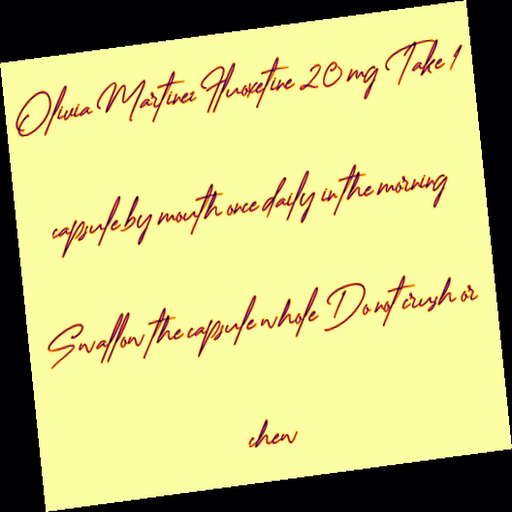 Olivia Martinez Fluoxetine 20 mg Take 1
capsule by mouth once daily in the morning
Swallow the capsule whole Do not crush or
chew